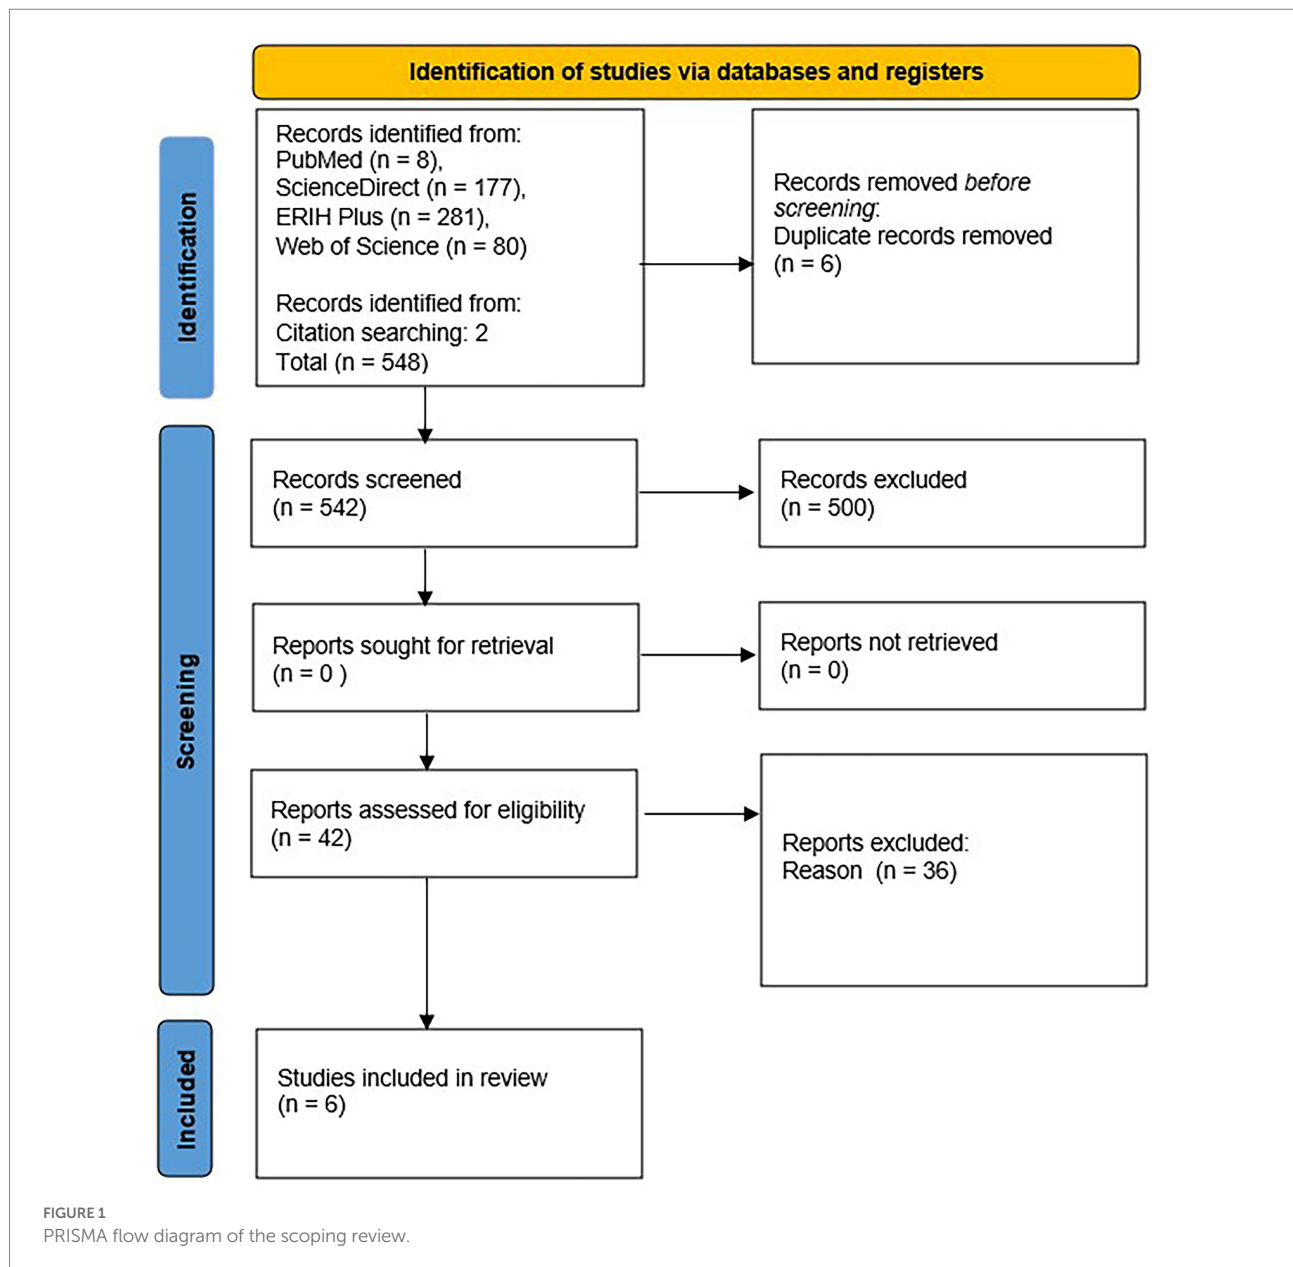 Identification of studies via databases and registers
Identification
Records identified from:
PubMed (n = 8),
ScienceDirect (n = 177),
ERIH Plus (n = 281),
Web of Science (n = 80)
Records identified from:
Citation searching: 2
Total (n = 548)
Records removed before
screening:
Duplicate records removed
(n = 6)
Screening
Records screened
(n = 542)
Records excluded
(n = 500)
Reports sought for retrieval
(n = 0 )
Reports not retrieved
(n = 0)
Reports assessed for eligibility
(n = 42)
Reports excluded:
Reason  (n = 36)
Included
Studies included in review
(n = 6)
FIGURE 1
PRISMA flow diagram of the scoping review.